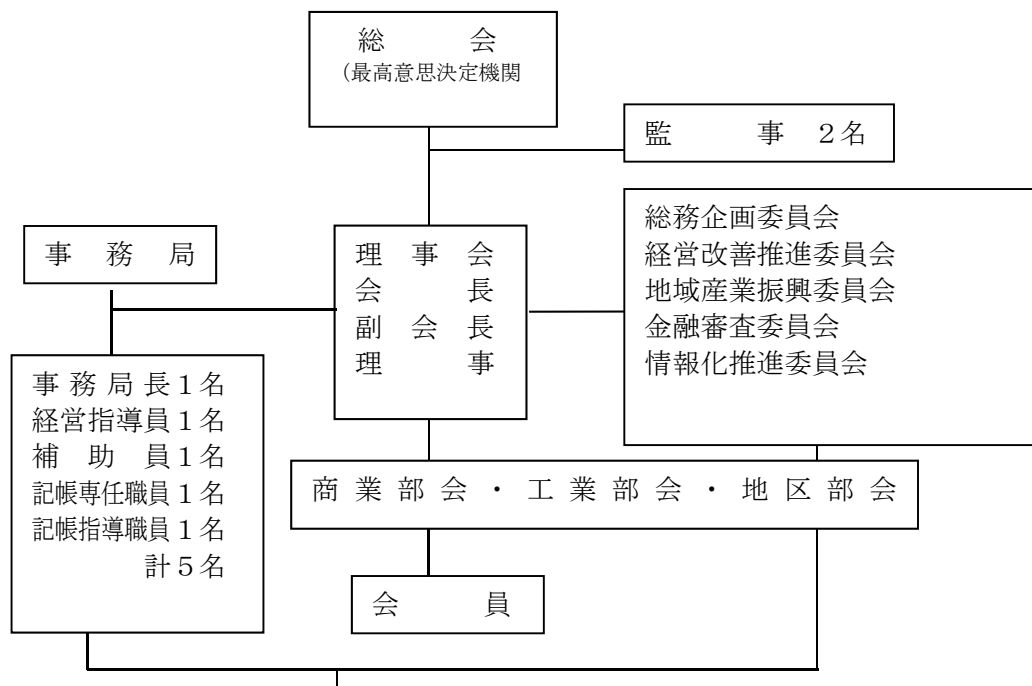 総　会
（最高意思決定機関
監　事　２名
総務企画委員会
経営改善推進委員会
地域産業振興委員会
金融審査委員会
情報化推進委員会
事　務　局
理　事　会
会　長
副　会　長
理　事
事務局長１名
経営指導員１名
補　助　員１名
記帳専任職員１名
記帳指導職員１名
計５名
商業部会・工業部会・地区部会
会　員